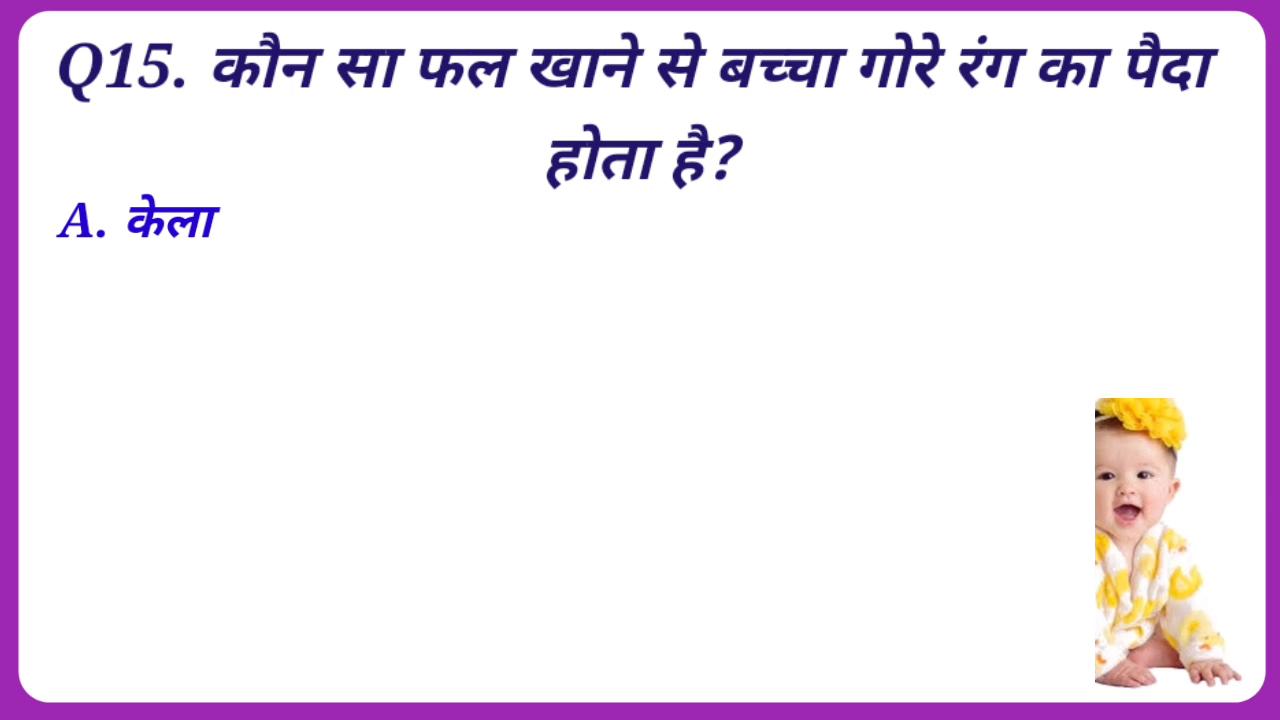 Q15. कौन सा फल खाने से बच्चा गोरे रंग का पैदा
होता है?
A. केला